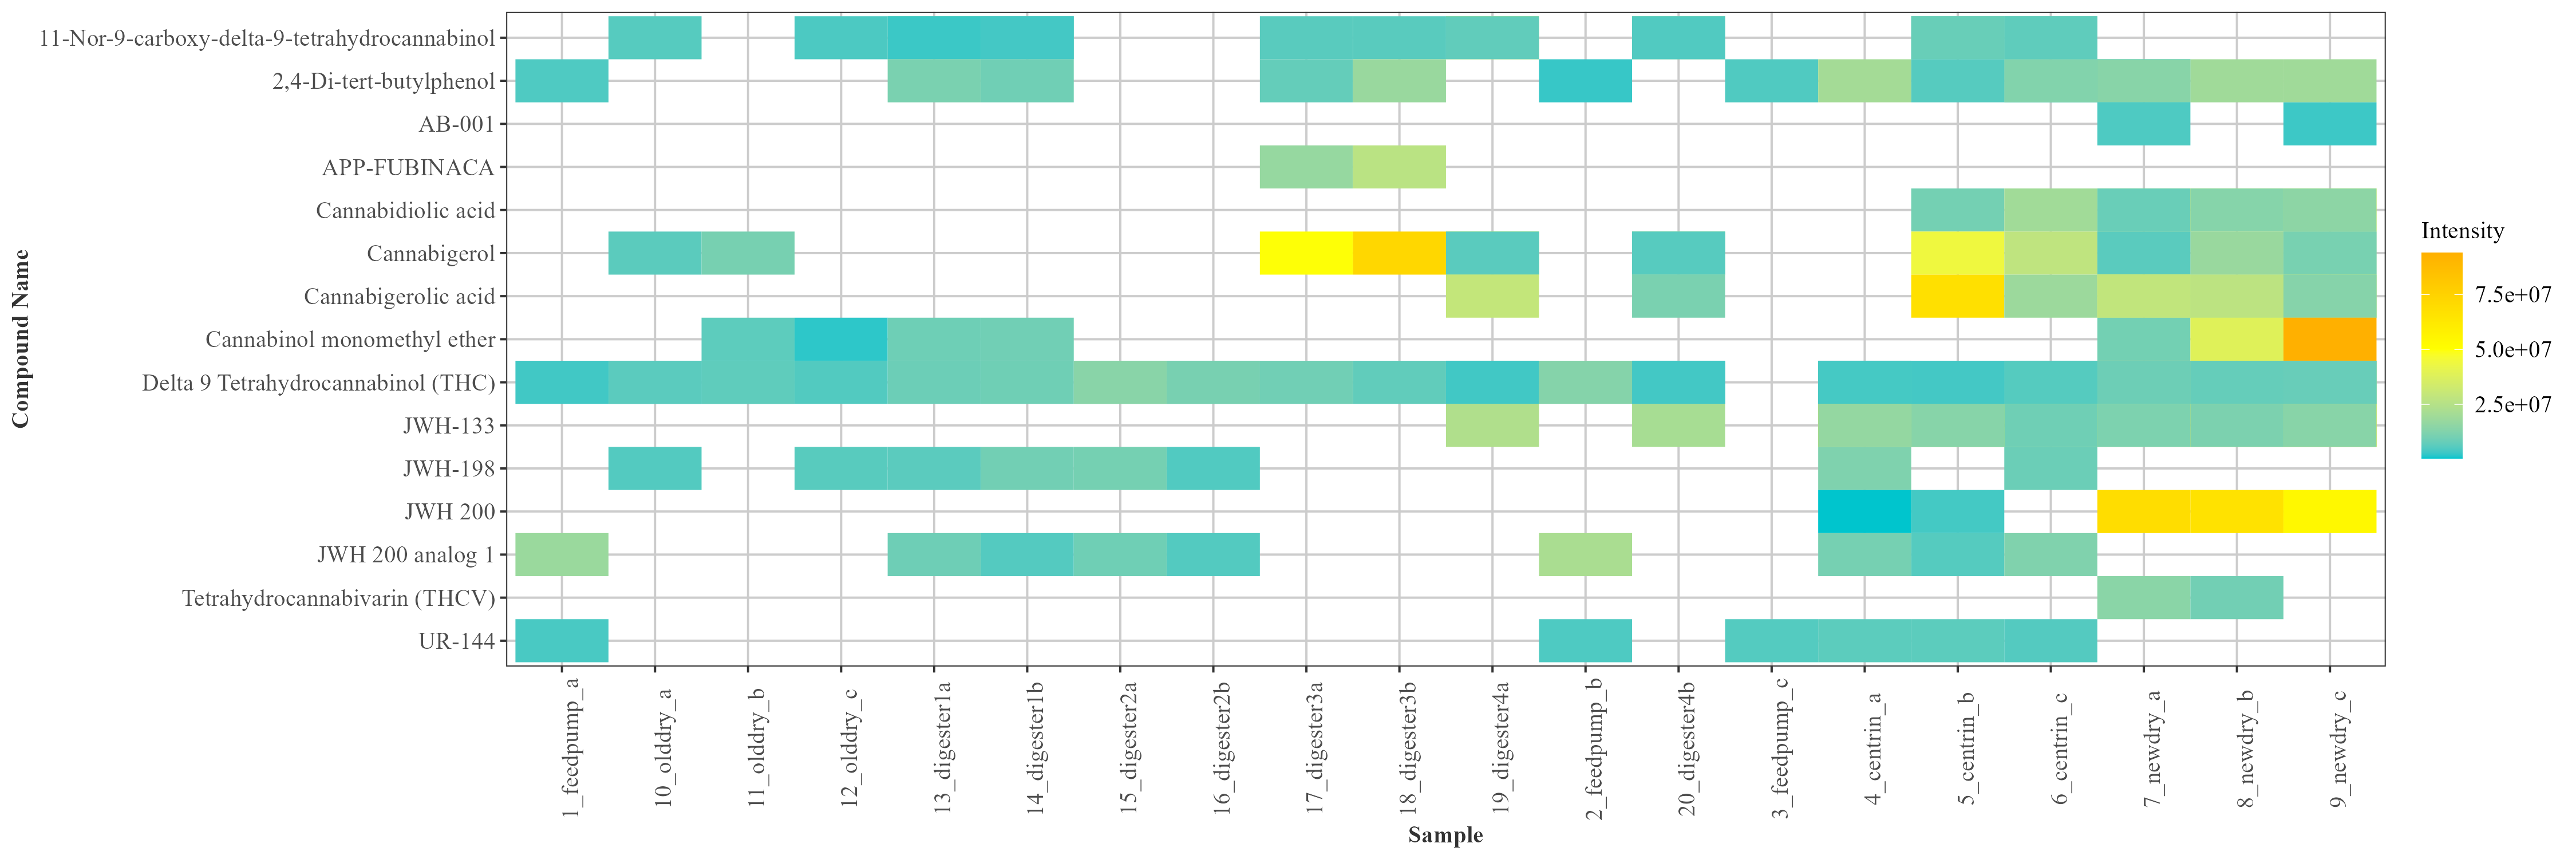 11-Nor-9-carboxy-delta-9-tetrahydrocannabinol
2,4-Di-tert-butylphenol
AB-001
APP-FUBINACA
Cannabidiolic acid
Cannabigerol
Cannabigerolic acid
Cannabinol monomethyl ether
Delta 9 Tetrahydrocannabinol (THC)
JWH-133
JWH-198
JWH 200
JWH 200 analog 1
Tetrahydrocannabivarin (THCV)
UR-144
Compound Name
1_feedpump_a
10_olddry_a
11_olddry_b
12_olddry_c
13_digester1a
14_digester1b
15_digester2a
16_digester2b
17_digester3a
18_digester3b
19_digester4a
2_feedpump_b
20_digester4b
3_feedpump_c
4_centrin_a
5_centrin_b
6_centrin_c
7_newdry_a
8_newdry_b
9_newdry_c
Sample
Intensity
7.5e+07
5.0e+07
2.5e+07